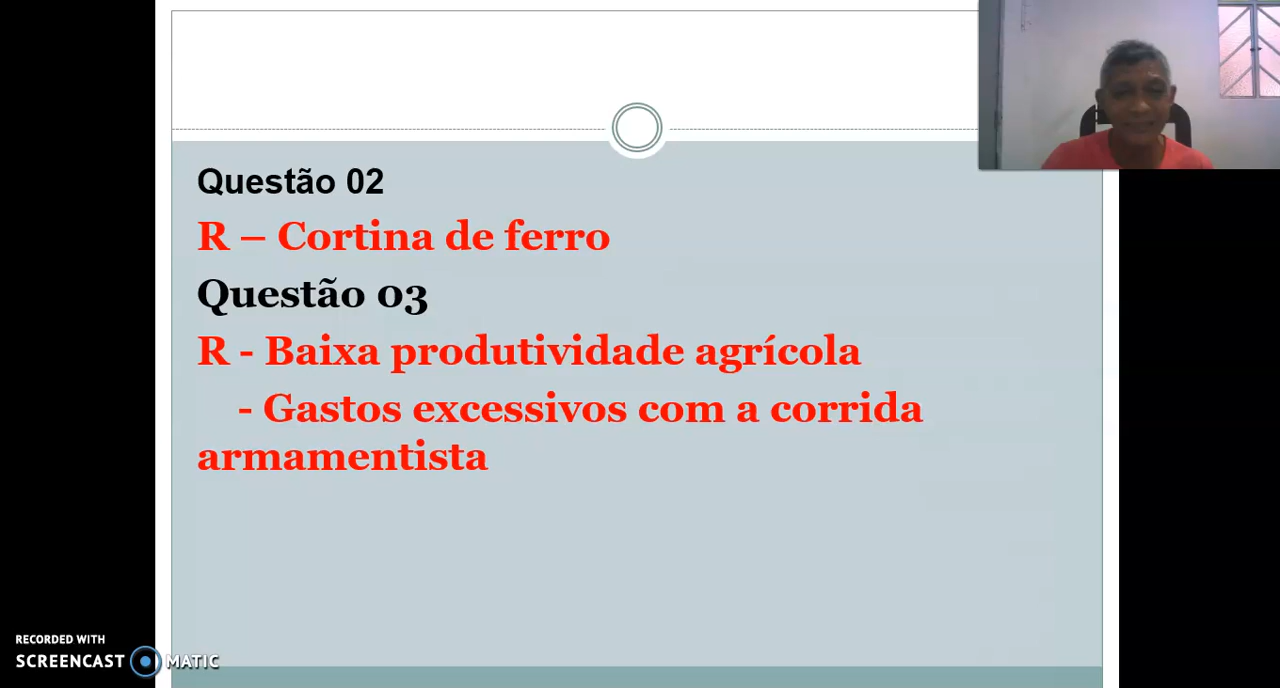 Questão 02
R – Cortina de ferro
Questão 03
R - Baixa produtividade agrícola
- Gastos excessivos com a corrida
armamentista
RECORDED WITH
SCREENCAST MATIC